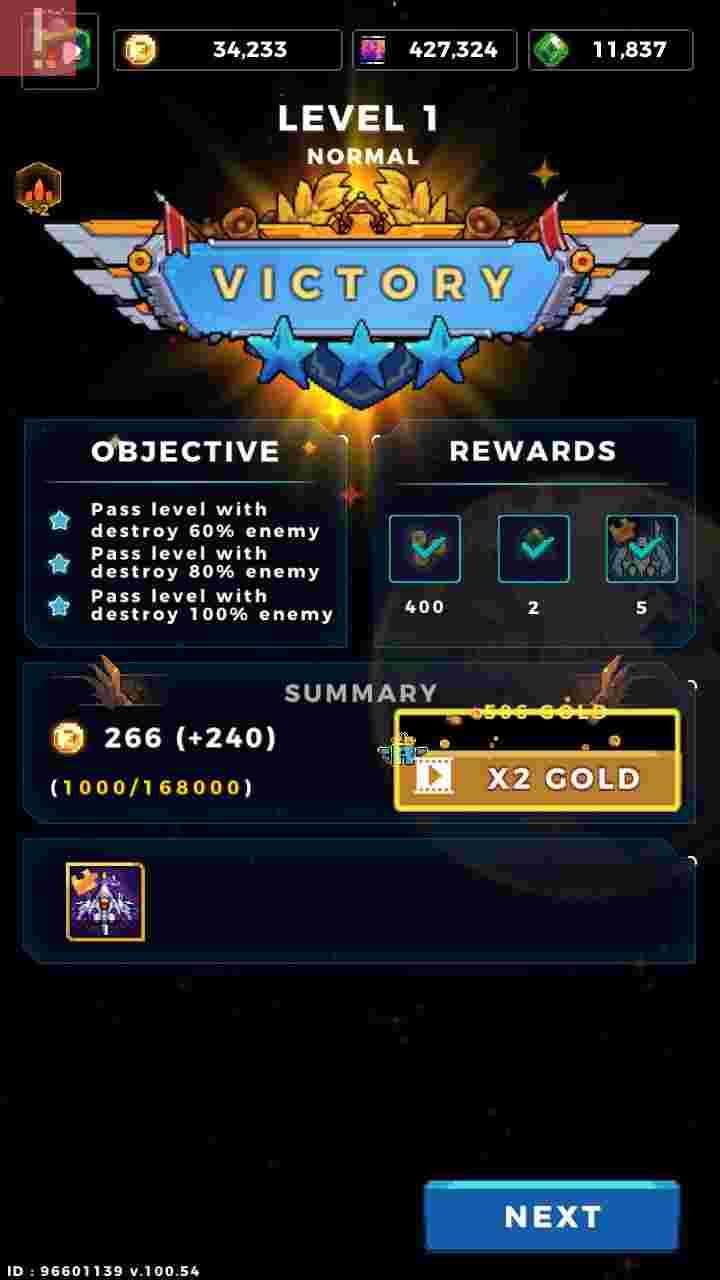 34,233
427,324
11,837
LEVEL 1
NORMAL
+2
VICTORY
OBJECTIVE
Pass level with
destroy 60% enemy
Pass level with
destroy 80% enemy
Pass level with
destroy 100% enemy
REWARDS
400
2
5
SUMMARY
266 (+240)
(1000/168000)
+506 GOLD
X2 GOLD
NEXT
ID : 96601139 v.100.54